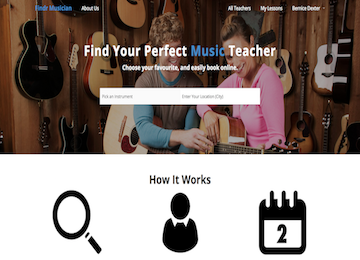 Findr Musician
About Us
All Teachers
My Lessons
Bernice Dexter
Find Your Perfect Music Teacher
Choose your favourite, and easily book online.
Pick an Instrument
Enter Your Location (City)
How It Works
2